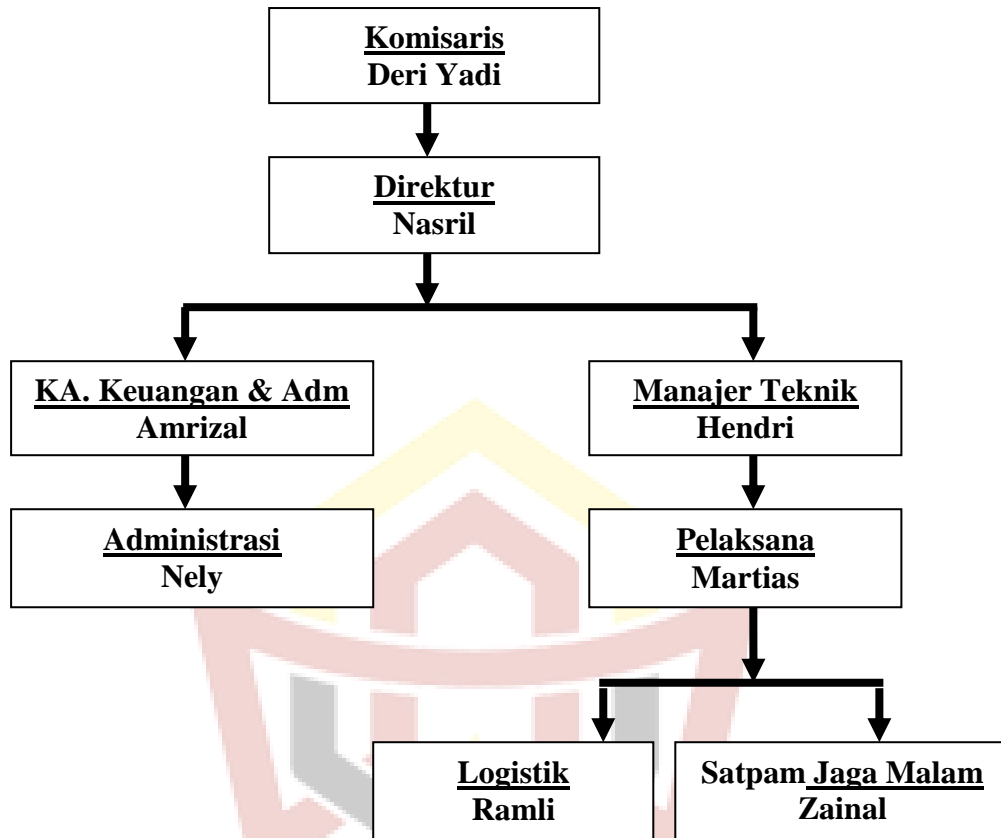 Komisaris
Deri Yadi
Direktur
Nasril
KA. Keuangan & Adm
Amrizal
Manajer Teknik
Hendri
Administrasi
Nely
Pelaksana
Martias
Logistik
Ramli
Satpam Jaga Malam
Zainal